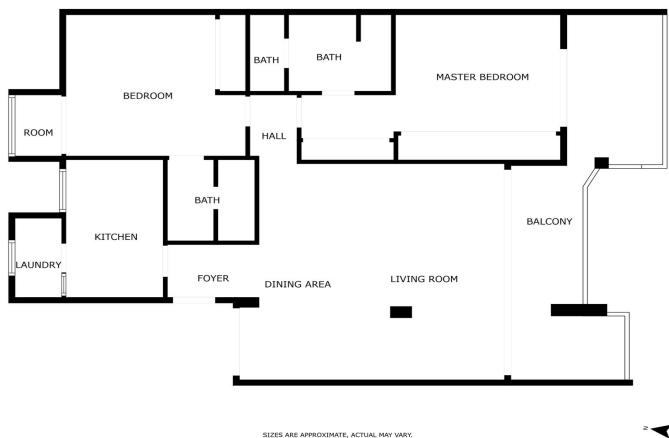 BATH
BATH
MASTER BEDROOM
BEDROOM
ROOM
HALL
BATH
BALCONY
KITCHEN
LAUNDRY
FOYER
DINING AREA
LIVING ROOM
SIZES ARE APPROXIMATE, ACTUAL MAY VARY.
N